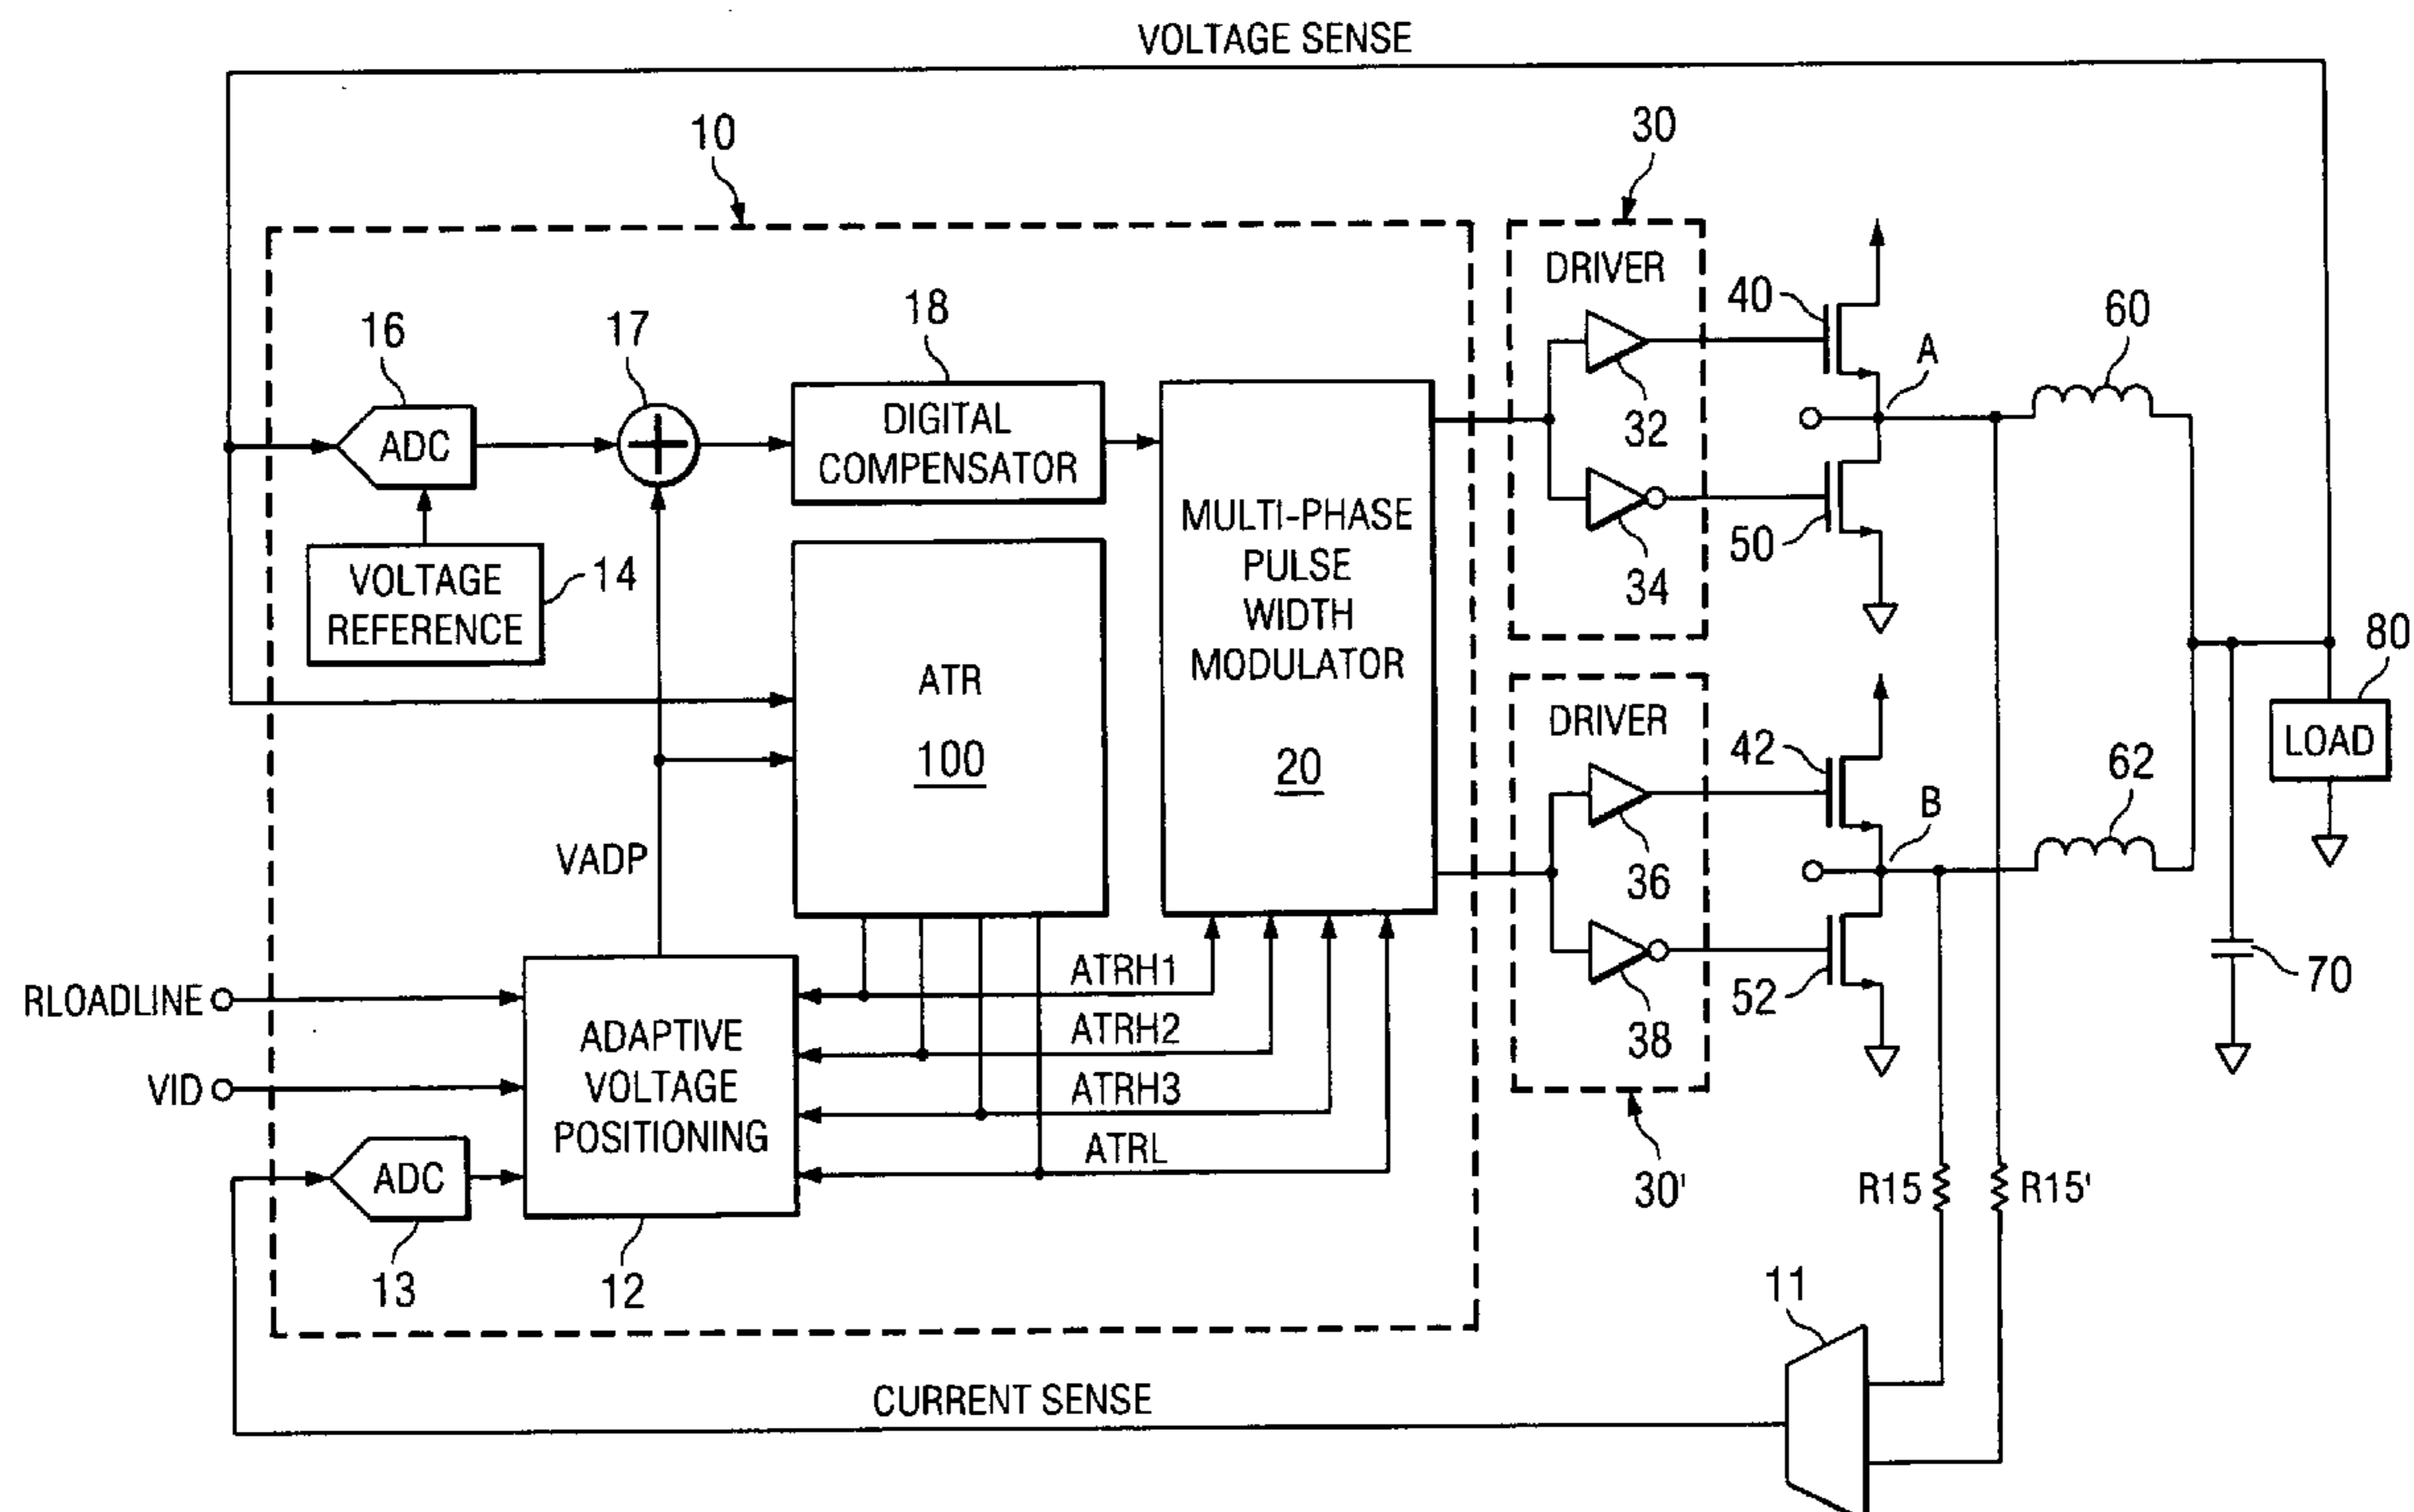 VOLTAGE SENSE
10
30
DRIVER
18
40
60
16
17
A
ADC
DIGITAL
COMPENSATOR
32
MULTI-PHASE
PULSE
WIDTH
MODULATOR
20
50
VOLTAGE
REFERENCE
14
34
80
ATR
100
DRIVER
LOAD
42
62
B
VADP
36
ATRH1
70
RLOADLINE
52
ADAPTIVE
VOLTAGE
POSITIONING
ATRH2
38
VID
ATRH3
ATRL
ADC
30'
R15
R15'
13
12
11
CURRENT SENSE